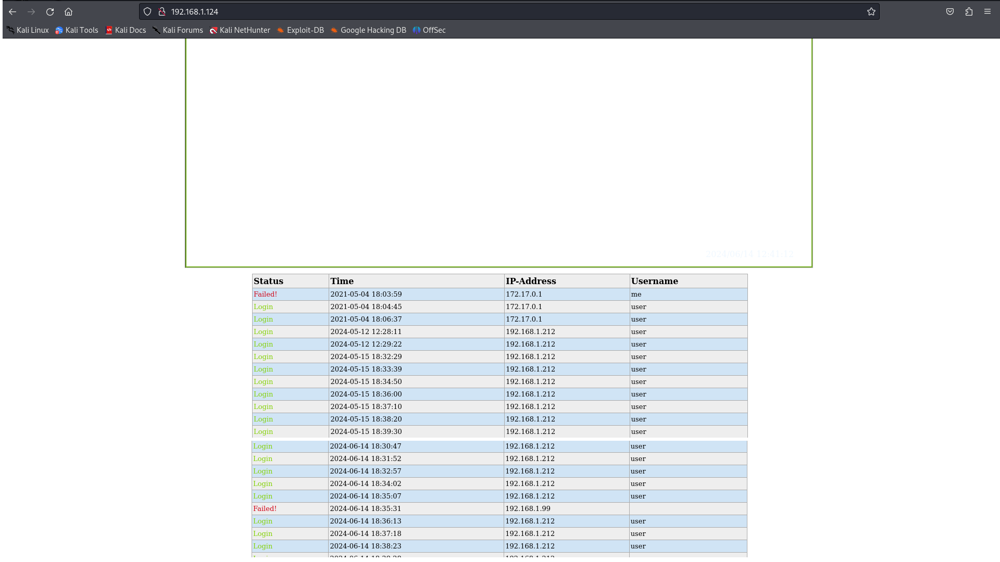 192.168.1.124
Kali Linux Kali Tools Kali Docs Kali Forums Kali NetHunter Exploit-DB Google Hacking DB OffSec
2024/06/14 12:41:12
Status Time IP-Address Username
Failed! 2021-05-04 18:03:59 172.17.0.1 me
Login 2021-05-04 18:04:45 172.17.0.1 user
Login 2021-05-04 18:06:37 172.17.0.1 user
Login 2024-05-12 12:28:11 192.168.1.212 user
Login 2024-05-12 12:29:22 192.168.1.212 user
Login 2024-05-15 18:32:29 192.168.1.212 user
Login 2024-05-15 18:33:39 192.168.1.212 user
Login 2024-05-15 18:34:50 192.168.1.212 user
Login 2024-05-15 18:36:00 192.168.1.212 user
Login 2024-05-15 18:37:10 192.168.1.212 user
Login 2024-05-15 18:38:20 192.168.1.212 user
Login 2024-05-15 18:39:30 192.168.1.212 user
Login 2024-06-14 18:30:47 192.168.1.212 user
Login 2024-06-14 18:31:52 192.168.1.212 user
Login 2024-06-14 18:32:57 192.168.1.212 user
Login 2024-06-14 18:34:02 192.168.1.212 user
Login 2024-06-14 18:35:07 192.168.1.212 user
Failed! 2024-06-14 18:35:31 192.168.1.99
Login 2024-06-14 18:36:13 192.168.1.212 user
Login 2024-06-14 18:37:18 192.168.1.212 user
Login 2024-06-14 18:38:23 192.168.1.212 user